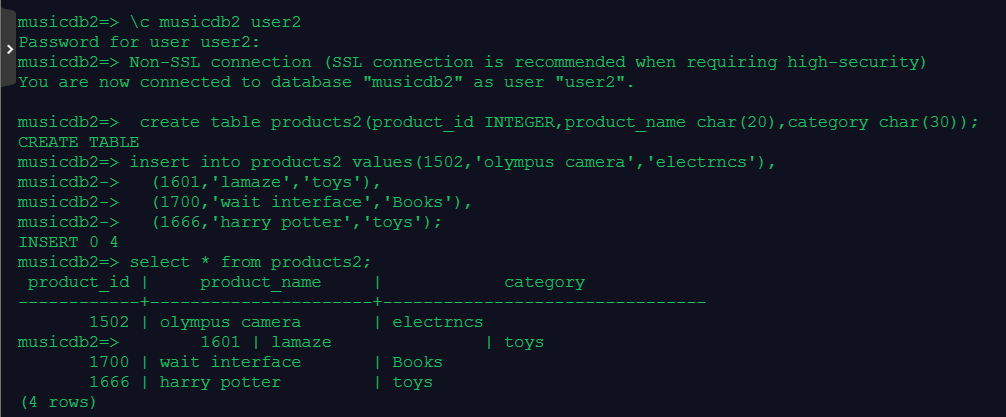 musicdb2=> \c musicdb2 user2
Password for user user2:
musicdb2=> Non-SSL connection (SSL connection is recommended when requiring high-security)
You are now connected to database "musicdb2" as user "user2".
musicdb2=>  create table products2(product_id INTEGER,product_name char(20),category char(30));
CREATE TABLE
musicdb2=> insert into products2 values(1502,'olympus camera','electrncs'),
musicdb2->   (1601,'lamaze','toys'),
musicdb2->   (1700,'wait interface','Books'),
musicdb2->   (1666,'harry potter','toys');
INSERT 0 4
musicdb2=> select * from products2;
 product_id |     product_name     |            category
------------+----------------------+--------------------------------
       1502 | olympus camera       | electrncs
musicdb2=>        1601 | lamaze               | toys
       1700 | wait interface       | Books
       1666 | harry potter         | toys
(4 rows)